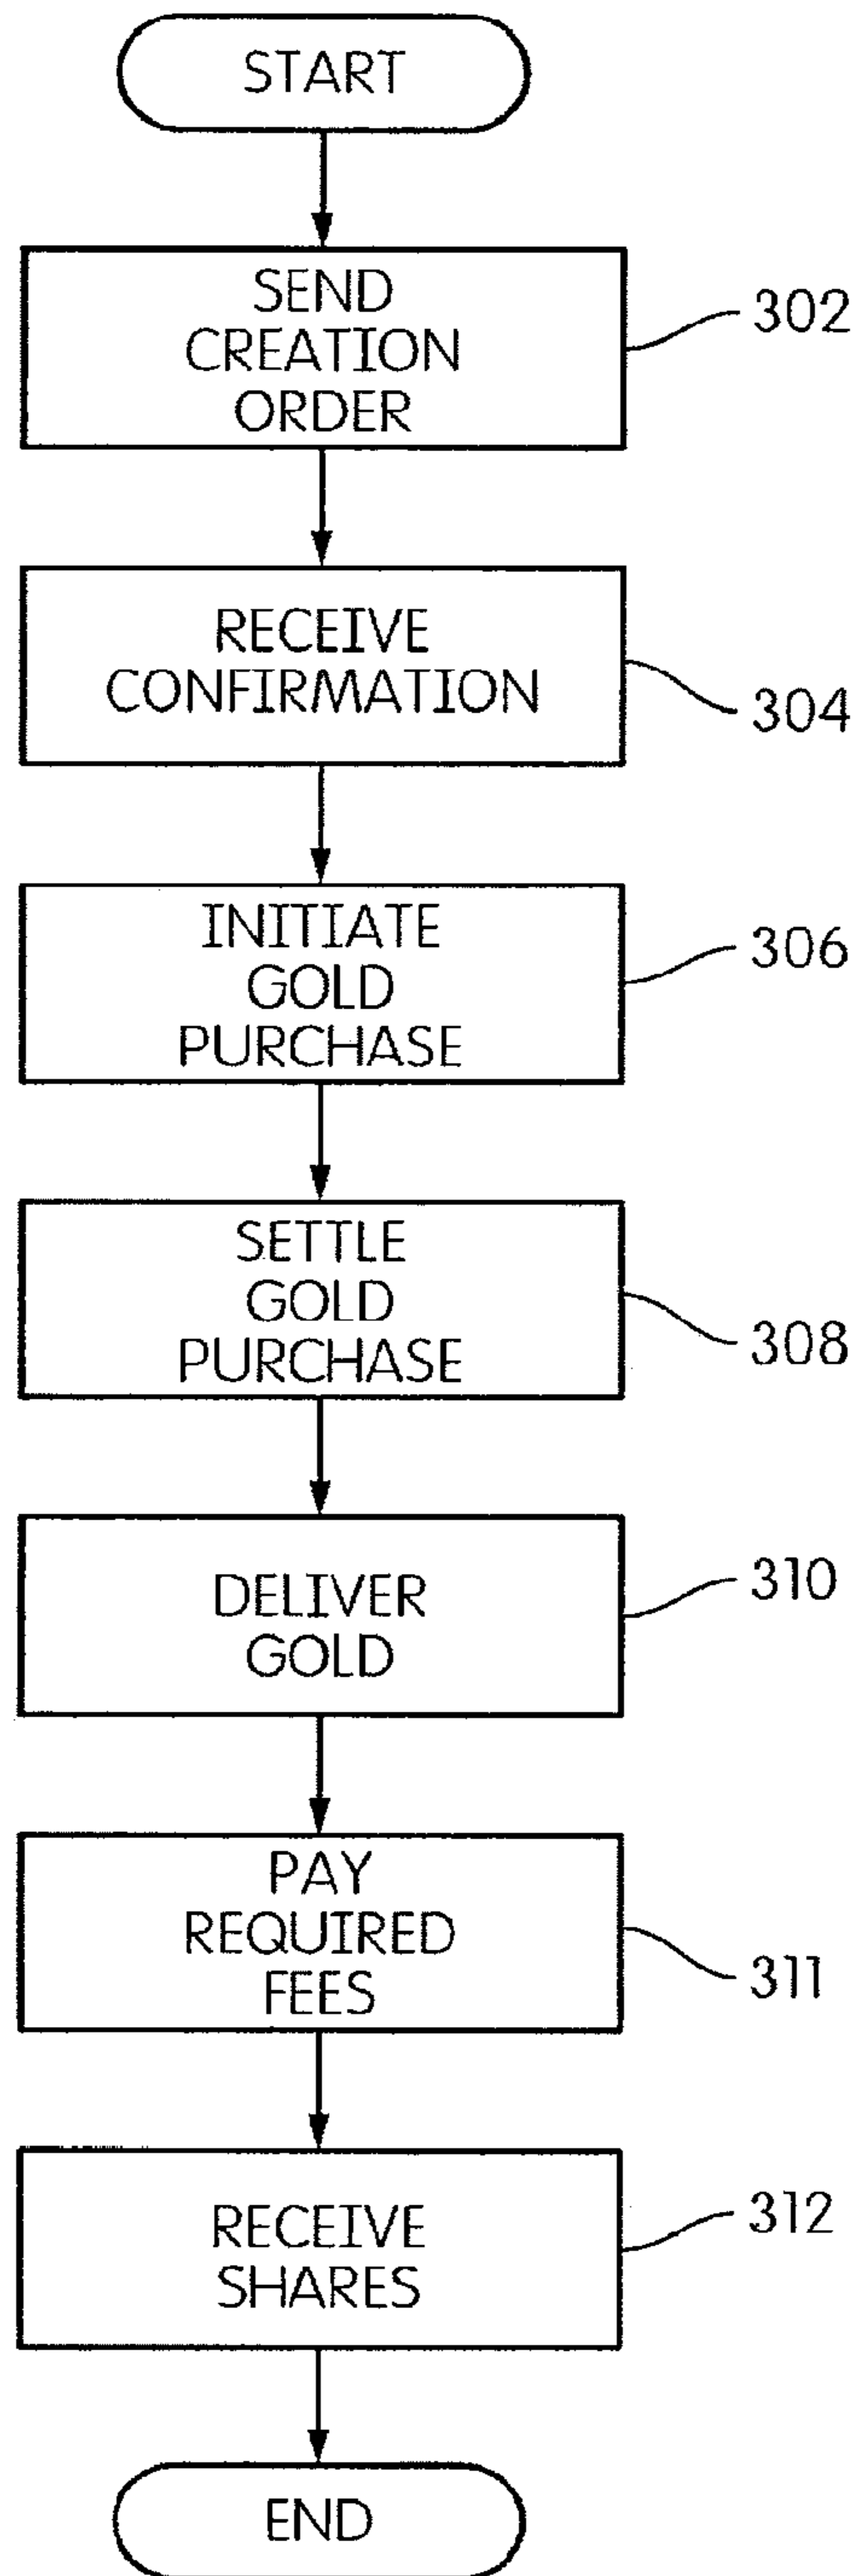 START
SEND
CREATION
ORDER
302
RECEIVE
CONFIRMATION
304
INITIATE
GOLD
PURCHASE
306
SETTLE
GOLD
PURCHASE
308
DELIVER
GOLD
310
PAY
REQUIRED
FEES
311
RECEIVE
SHARES
312
END